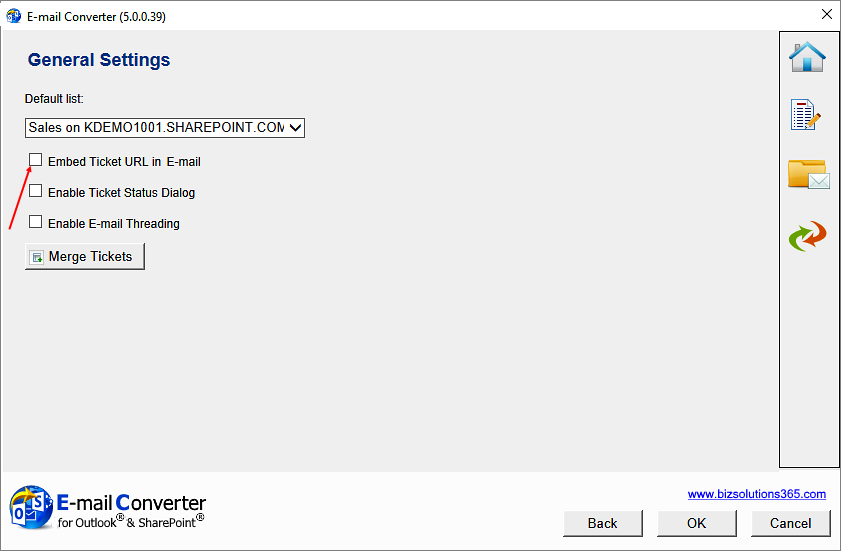 E-mail Converter (5.0.0.39)
General Settings
Default list:
Sales on KDEMO1001.SHAREPOINT.COM
Embed Ticket URL in E-mail
Enable Ticket Status Dialog
Enable E-mail Threading
Merge Tickets
www.bizsolutions365.com
E-mail Converter
for Outlook® & SharePoint®
Back OK Cancel